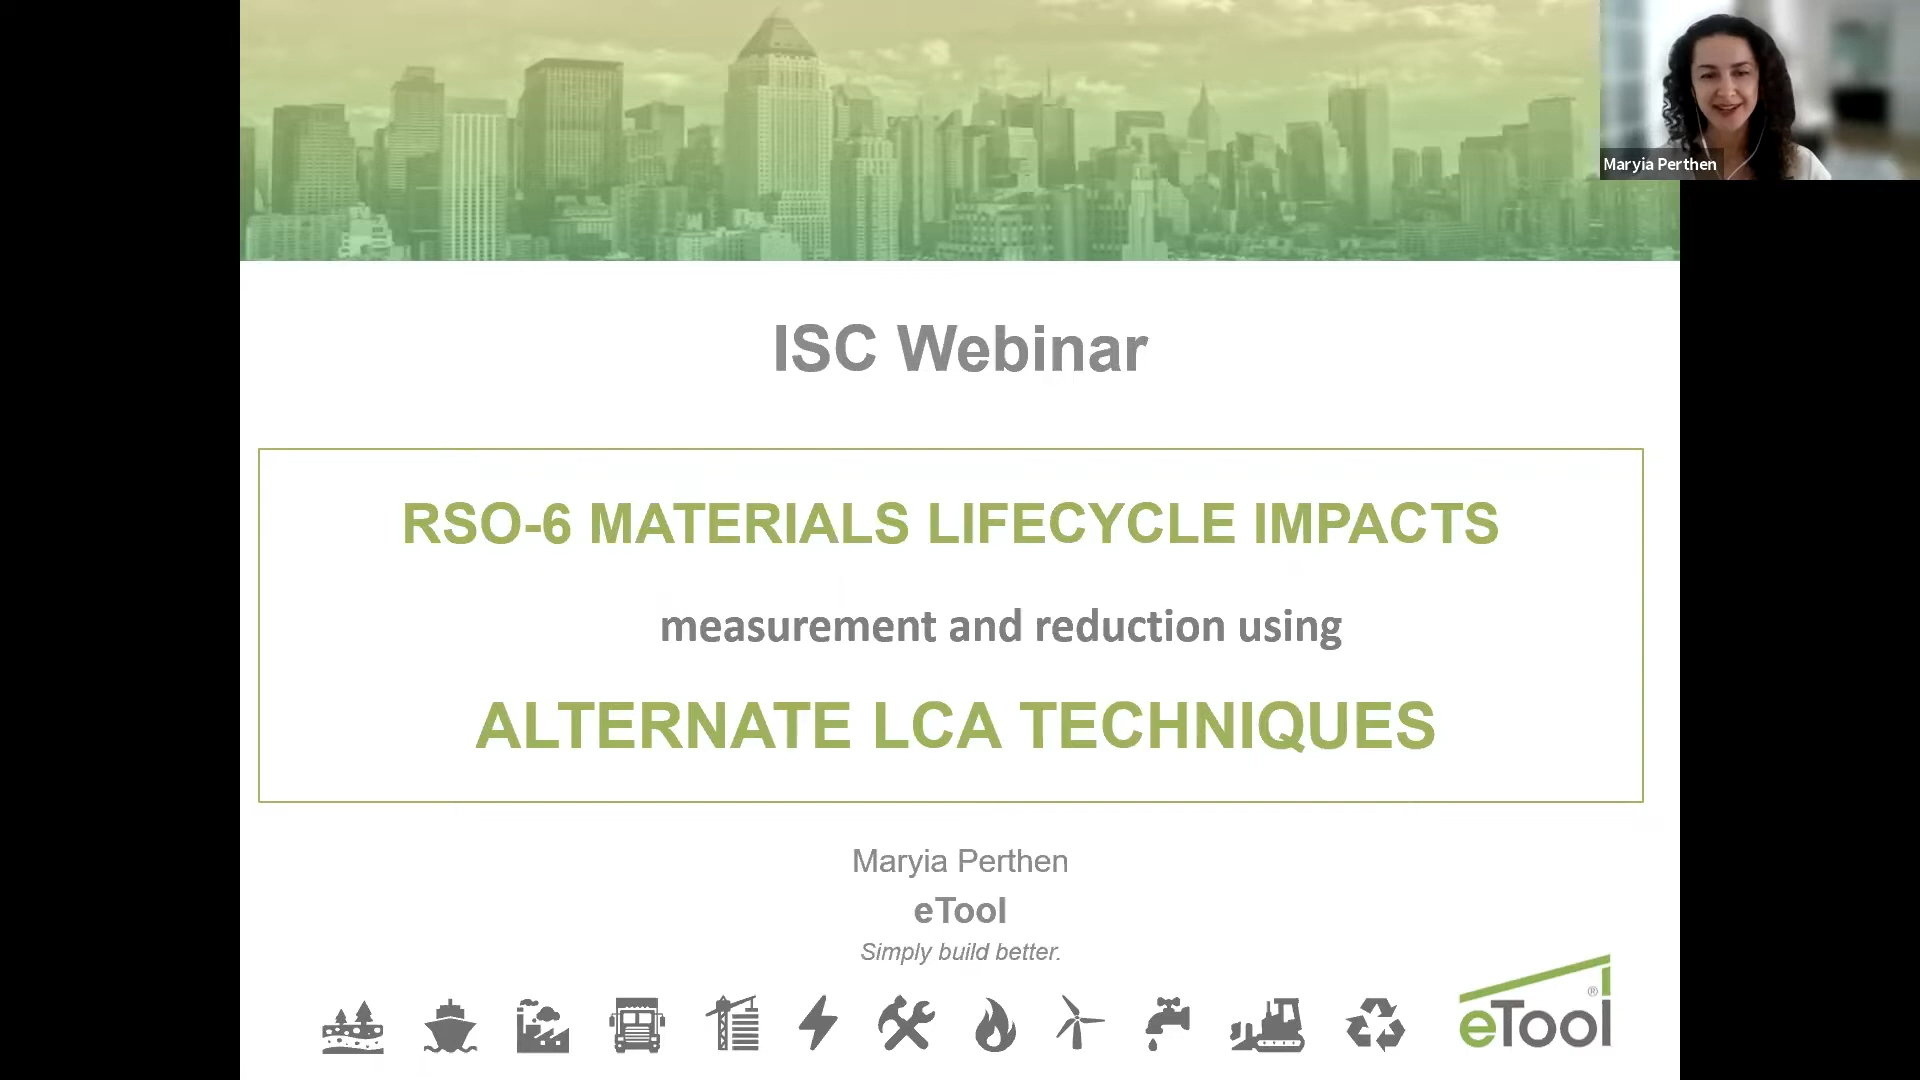 Maryia Perthen
ISC Webinar
RSO-6 MATERIALS LIFECYCLE IMPACTS
measurement and reduction using
ALTERNATE LCA TECHNIQUES
Maryia Perthen
eTool
Simply build better.
eTool®